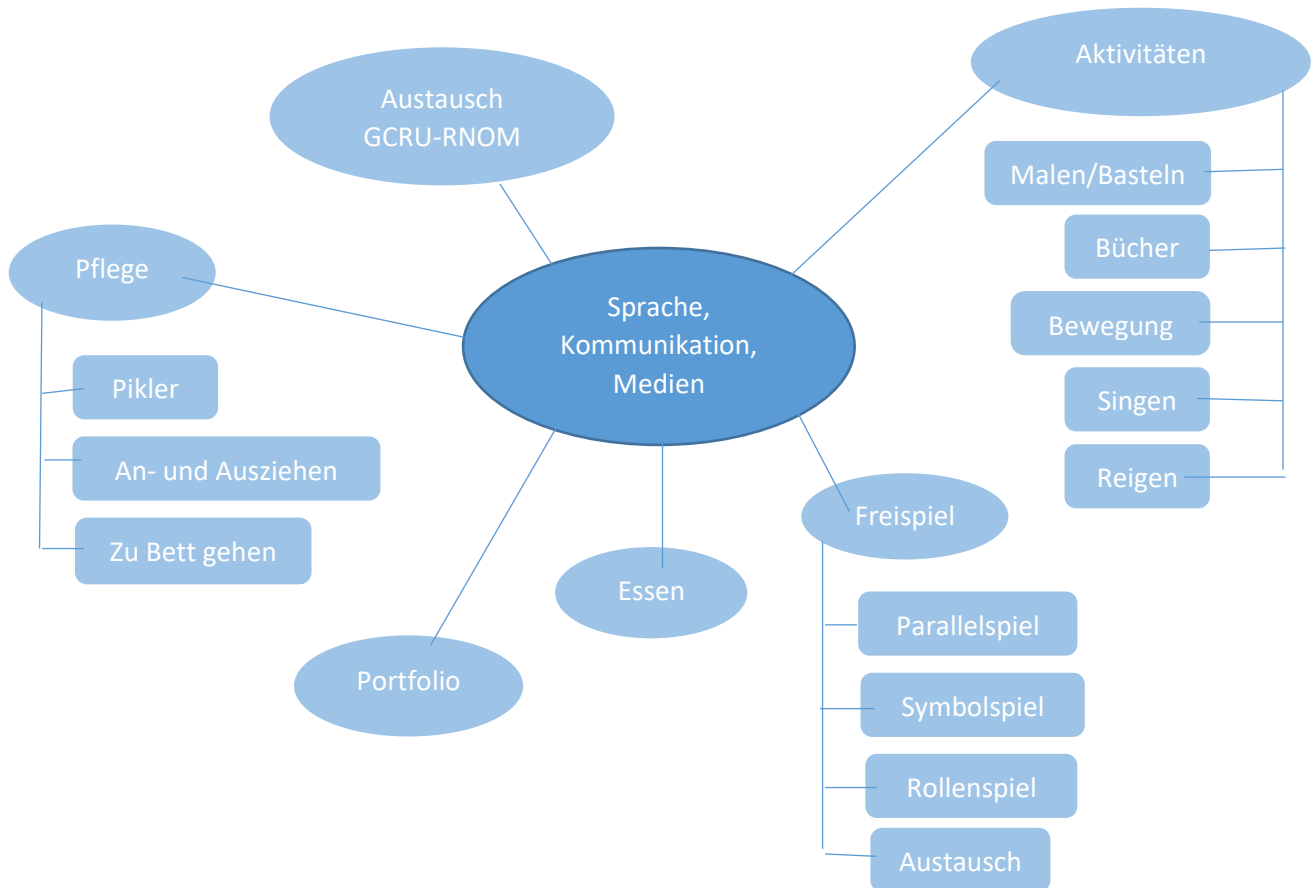 Aktivitäten
Austausch
GCRU-RNOM
Malen/Basteln
Bücher
Pflege
Sprache,
Kommunikation,
Medien
Bewegung
Pikler
Singen
An- und Ausziehen
Reigen
Freispiel
Zu Bett gehen
Essen
Parallelspiel
Portfolio
Symbolspiel
Rollenspiel
Austausch